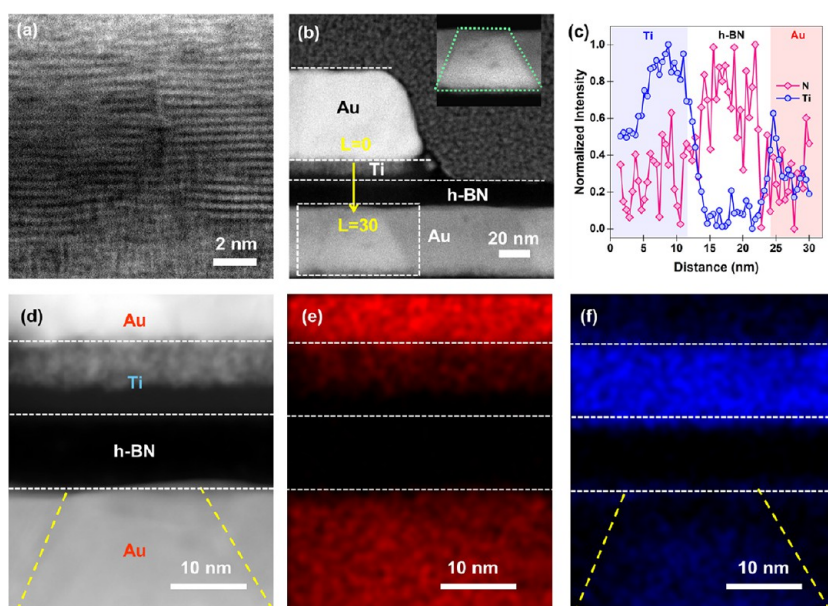 (a)
2 nm
(b)
Au
L=0
Ti
h-BN
L=30
Au
20 nm
(c)
Ti
h-BN
Au
N
Ti
Normalized Intensity
1.0
0.8
0.6
0.4
0.2
0.0
0 5 10 15 20 25 30
Distance (nm)
(d)
Au
Ti
h-BN
Au
10 nm
(e)
10 nm
(f)
10 nm